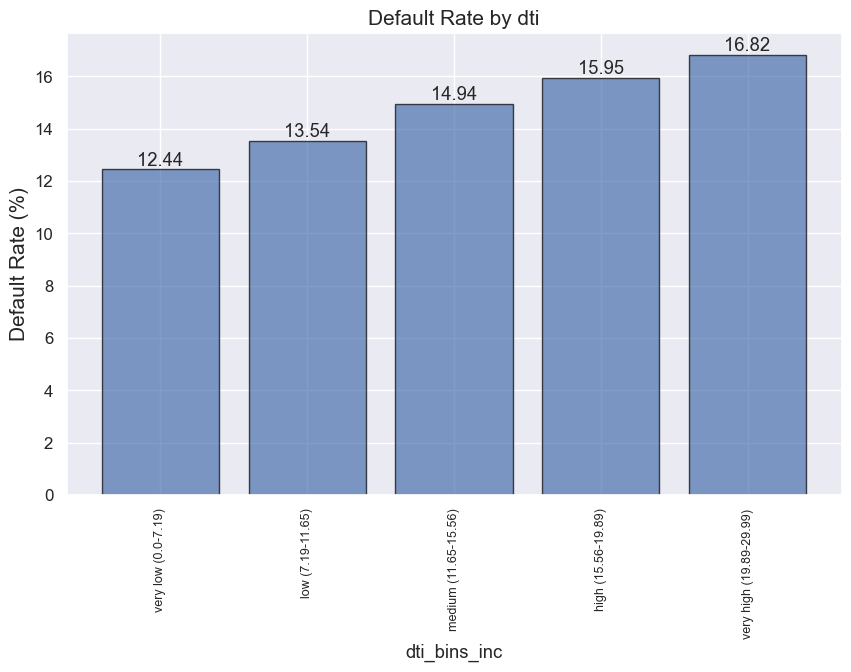 Default Rate by dti
Default Rate (%)
16
14
12
10
8
6
4
2
0
12.44
13.54
14.94
15.95
16.82
very low (0.0-7.19)
low (7.19-11.65)
medium (11.65-15.56)
high (15.56-19.89)
very high (19.89-29.99)
dti_bins_inc